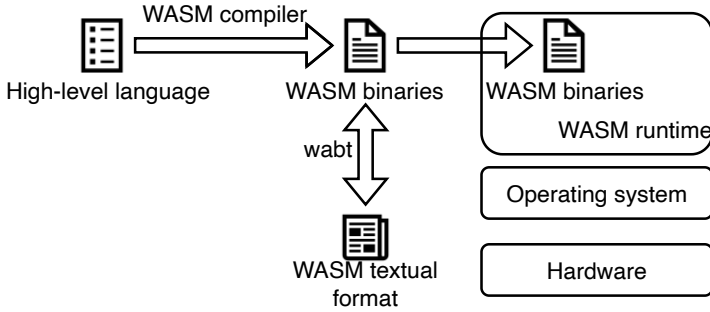 WASM compiler
High-level language
WASM binaries
WASM binaries
WASM runtime
wabt
Operating system
WASM textual
format
Hardware